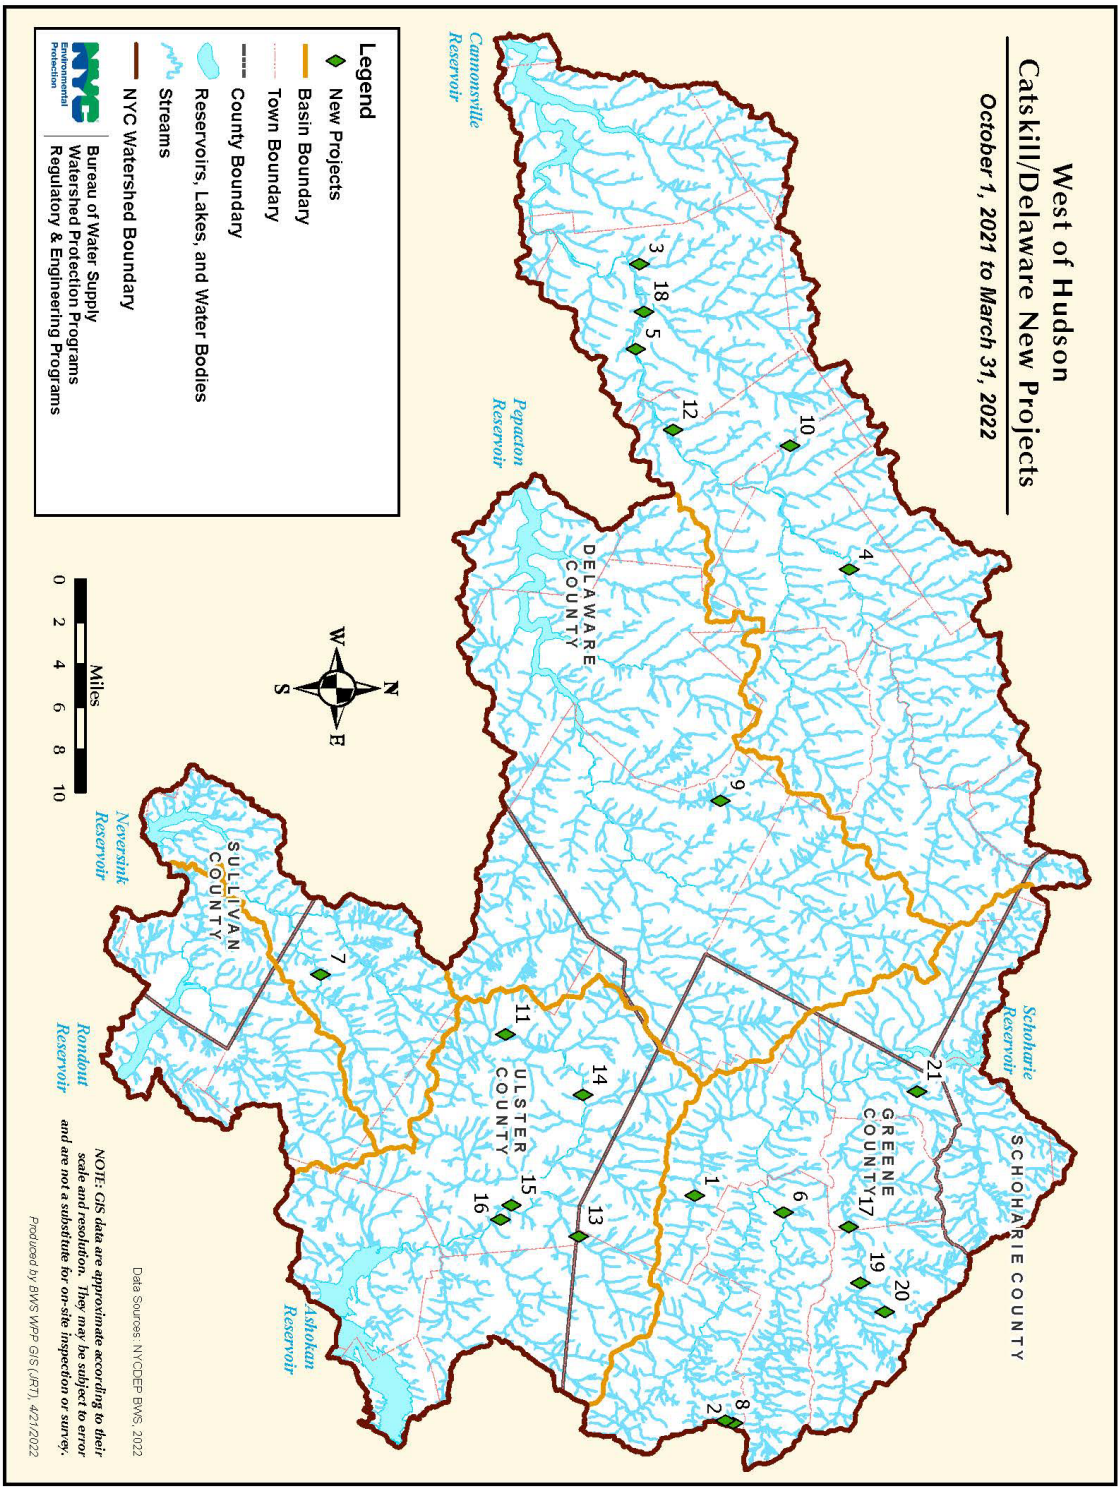 West of Hudson
Catskill/Delaware New Projects
October 1, 2021 to March 31, 2022
Cannonsville
Reservoir
Pepacton
Reservoir
Schoharie
Reservoir
Neversink
Reservoir
Rondout
Reservoir
Ashokan
Reservoir
DELAWARE
COUNTY
SULLIVAN
COUNTY
ULSTER
COUNTY
GREENE
COUNTY
SCHOHARIE COUNTY
3
18
5
12
10
4
9
7
11
14
15
16
13
1
6
17
19
20
21
8
2
Legend
New Projects
Basin Boundary
Town Boundary
County Boundary
Reservoirs, Lakes, and Water Bodies
Streams
NYC Watershed Boundary
NYC
Environmental
Protection
Bureau of Water Supply
Watershed Protection Programs
Regulatory & Engineering Programs
N
W
E
S
Miles
0 2 4 6 8 10
Data Sources: NYCDEP BWS, 2022
NOTE: GIS data are approximate according to their
scale and resolution. They may be subject to error
and are not a substitute for on-site inspection or survey.
Produced by BWS WPP GIS (JRT), 4/21/2022